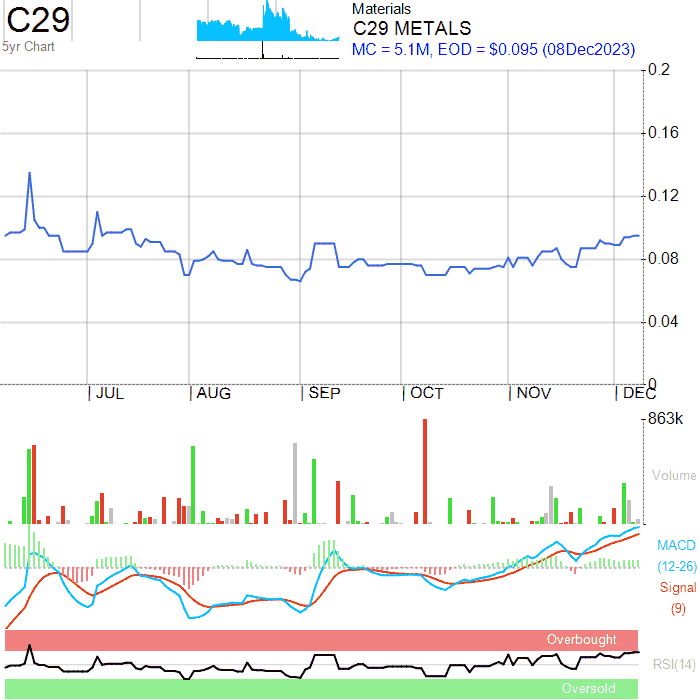 C29
5yr Chart
Materials
C29 METALS
MC = 5.1M, EOD = $0.095 (08Dec2023)
0.2
0.16
0.12
0.08
0.04
0
JUL AUG SEP OCT NOV DEC
863k
Volume
MACD
(12-26)
Signal
(9)
Overbought
RSI(14)
Oversold